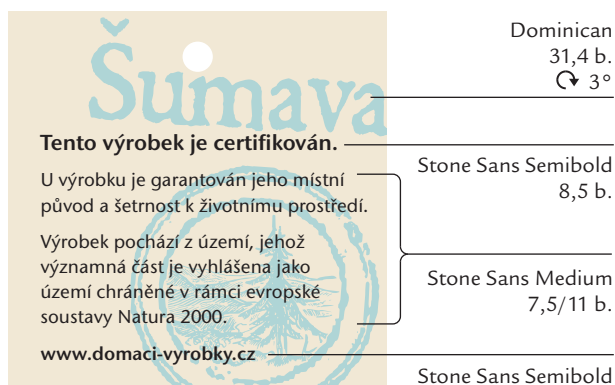 Šumava
Tento výrobek je certifikován.
U výrobku je garantován jeho místní
původ a šetrnost k životnímu prostředí.
Výrobek pochází z území, jehož
významná část je vyhlášena jako
území chráněné v rámci evropské
soustavy Natura 2000.
www.domaci-vyrobky.cz
Dominican
31,4 b.
3°
Stone Sans Semibold
8,5 b.
Stone Sans Medium
7,5/11 b.
Stone Sans Semibold